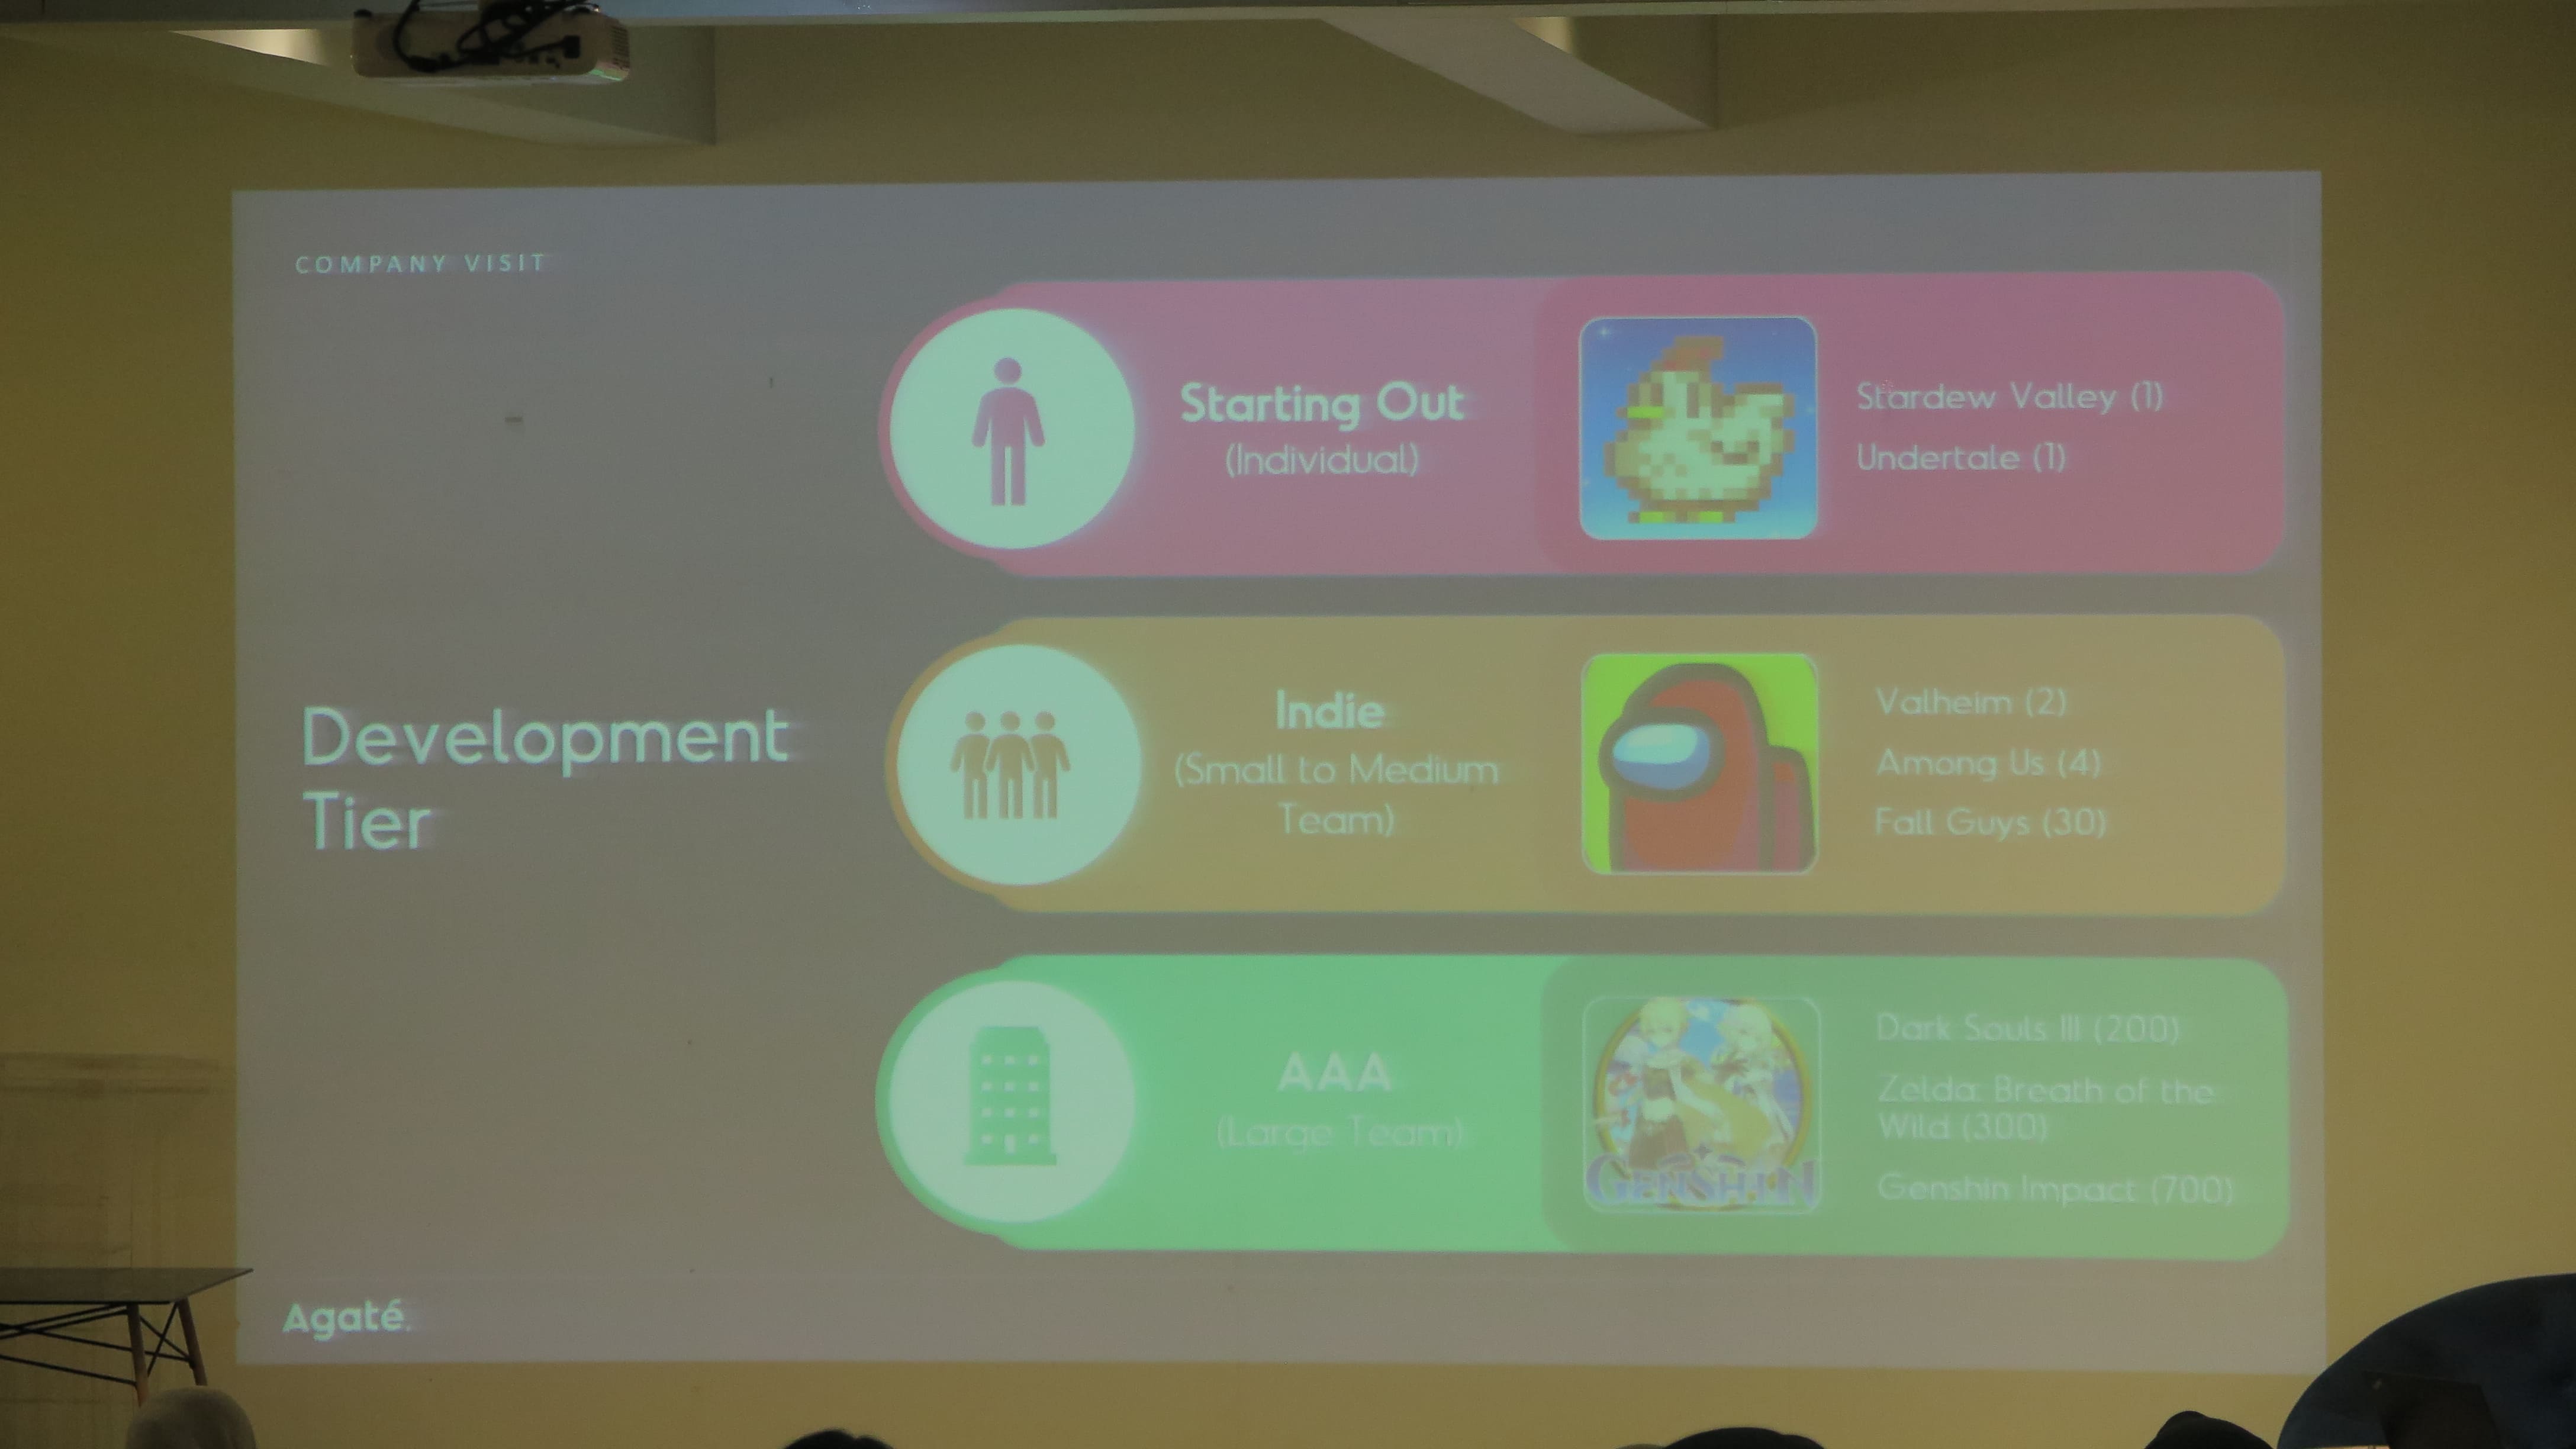 COMPANY VISIT
Development
Tier
Starting Out
(Individual)
Stardew Valley (1)
Undertale (1)
Indie
(Small to Medium
Team)
Valheim (2)
Among Us (4)
Fall Guys (30)
AAA
(Large Team)
GENSHIN
Dark Souls III (200)
Zelda: Breath of the
Wild (300)
Genshin Impact (700)
Agaté.